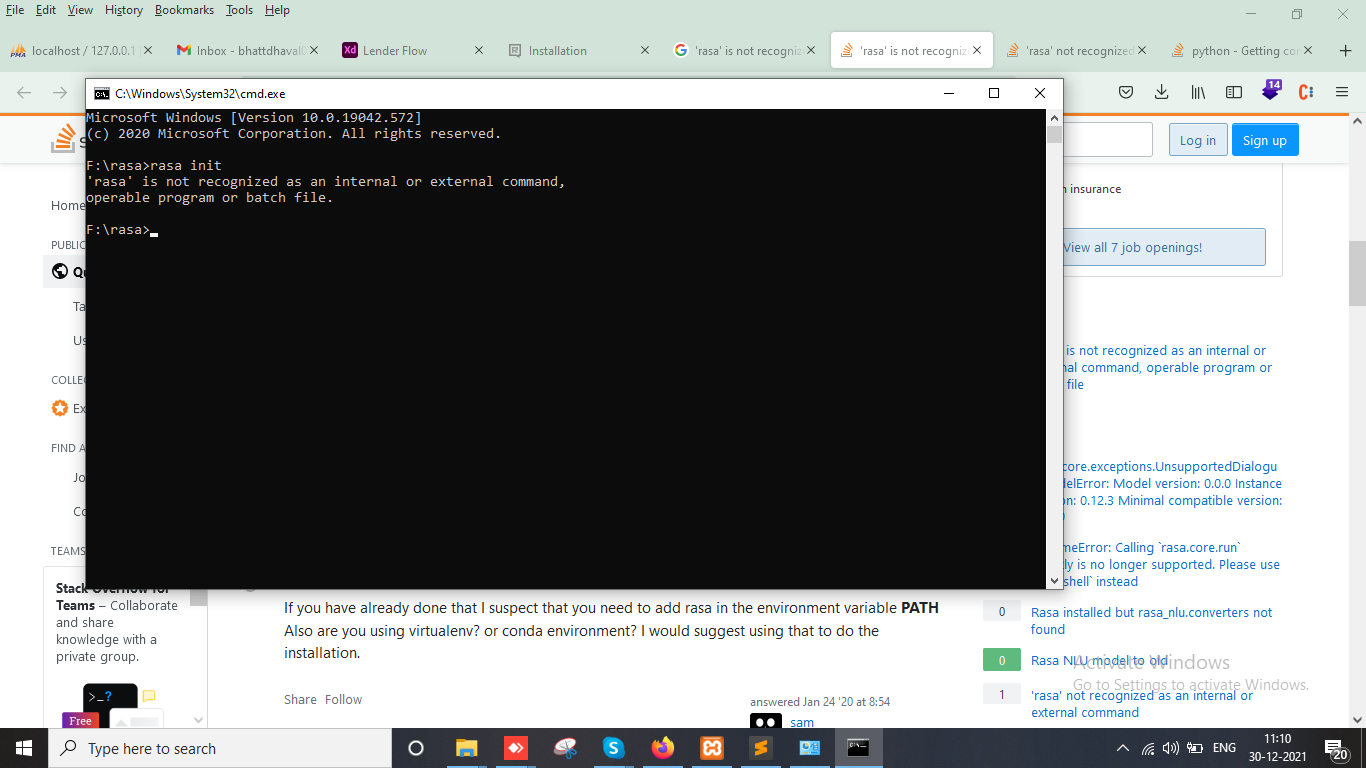 File Edit View History Bookmarks Tools Help
localhost / 127.0.0.1
Inbox - bhattdhaval
Lender Flow
Installation
'rasa' is not recogniz
'rasa' is not recogniz
'rasa' not recognized
python - Getting co
14
C:\Windows\System32\cmd.exe
Microsoft Windows [Version 10.0.19042.572]
(c) 2020 Microsoft Corporation. All rights reserved.
F:\rasa>rasa init
'rasa' is not recognized as an internal or external command,
operable program or batch file.
F:\rasa>
Log in
Sign up
Home
PUBLIC
Qu
Ta
Us
COLLE
Ex
FIND A
Jo
Co
TEAMS
Stack Overflow for
Teams – Collaborate
and share
knowledge with a
private group.
>_?
Free
n insurance
View all 7 job openings!
is not recognized as an internal or
al command, operable program or
file
core.exceptions.UnsupportedDialogu
delError: Model version: 0.0.0 Instance
on: 0.12.3 Minimal compatible version:
meError: Calling `rasa.core.run`
ly is no longer supported. Please use
shell` instead
0 Rasa installed but rasa_nlu.converters not
found
0 Rasa NLU model to old
1 'rasa' not recognized as an internal or
external command
If you have already done that I suspect that you need to add rasa in the environment variable PATH
Also are you using virtualenv? or conda environment? I would suggest using that to do the
installation.
Share Follow
answered Jan 24 '20 at 8:54
sam
Activate Windows
Go to Settings to activate Windows.
Type here to search
ENG
11:10
30-12-2021
20